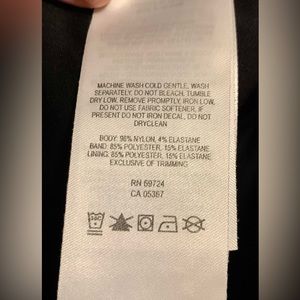 MACHINE WASH COLD GENTLE, WASH
SEPARATELY, DO NOT BLEACH, TUMBLE
DRY LOW, REMOVE PROMPTLY, IRON LOW,
DO NOT USE FABRIC SOFTENER, IF
PRESENT DO NOT IRON DECAL, DO NOT
DRYCLEAN
BODY: 96% NYLON, 4% ELASTANE
BAND: 85% POLYESTER, 15% ELASTANE
LINING: 85% POLYESTER, 15% ELASTANE
EXCLUSIVE OF TRIMMING
RN 69724
CA 05367